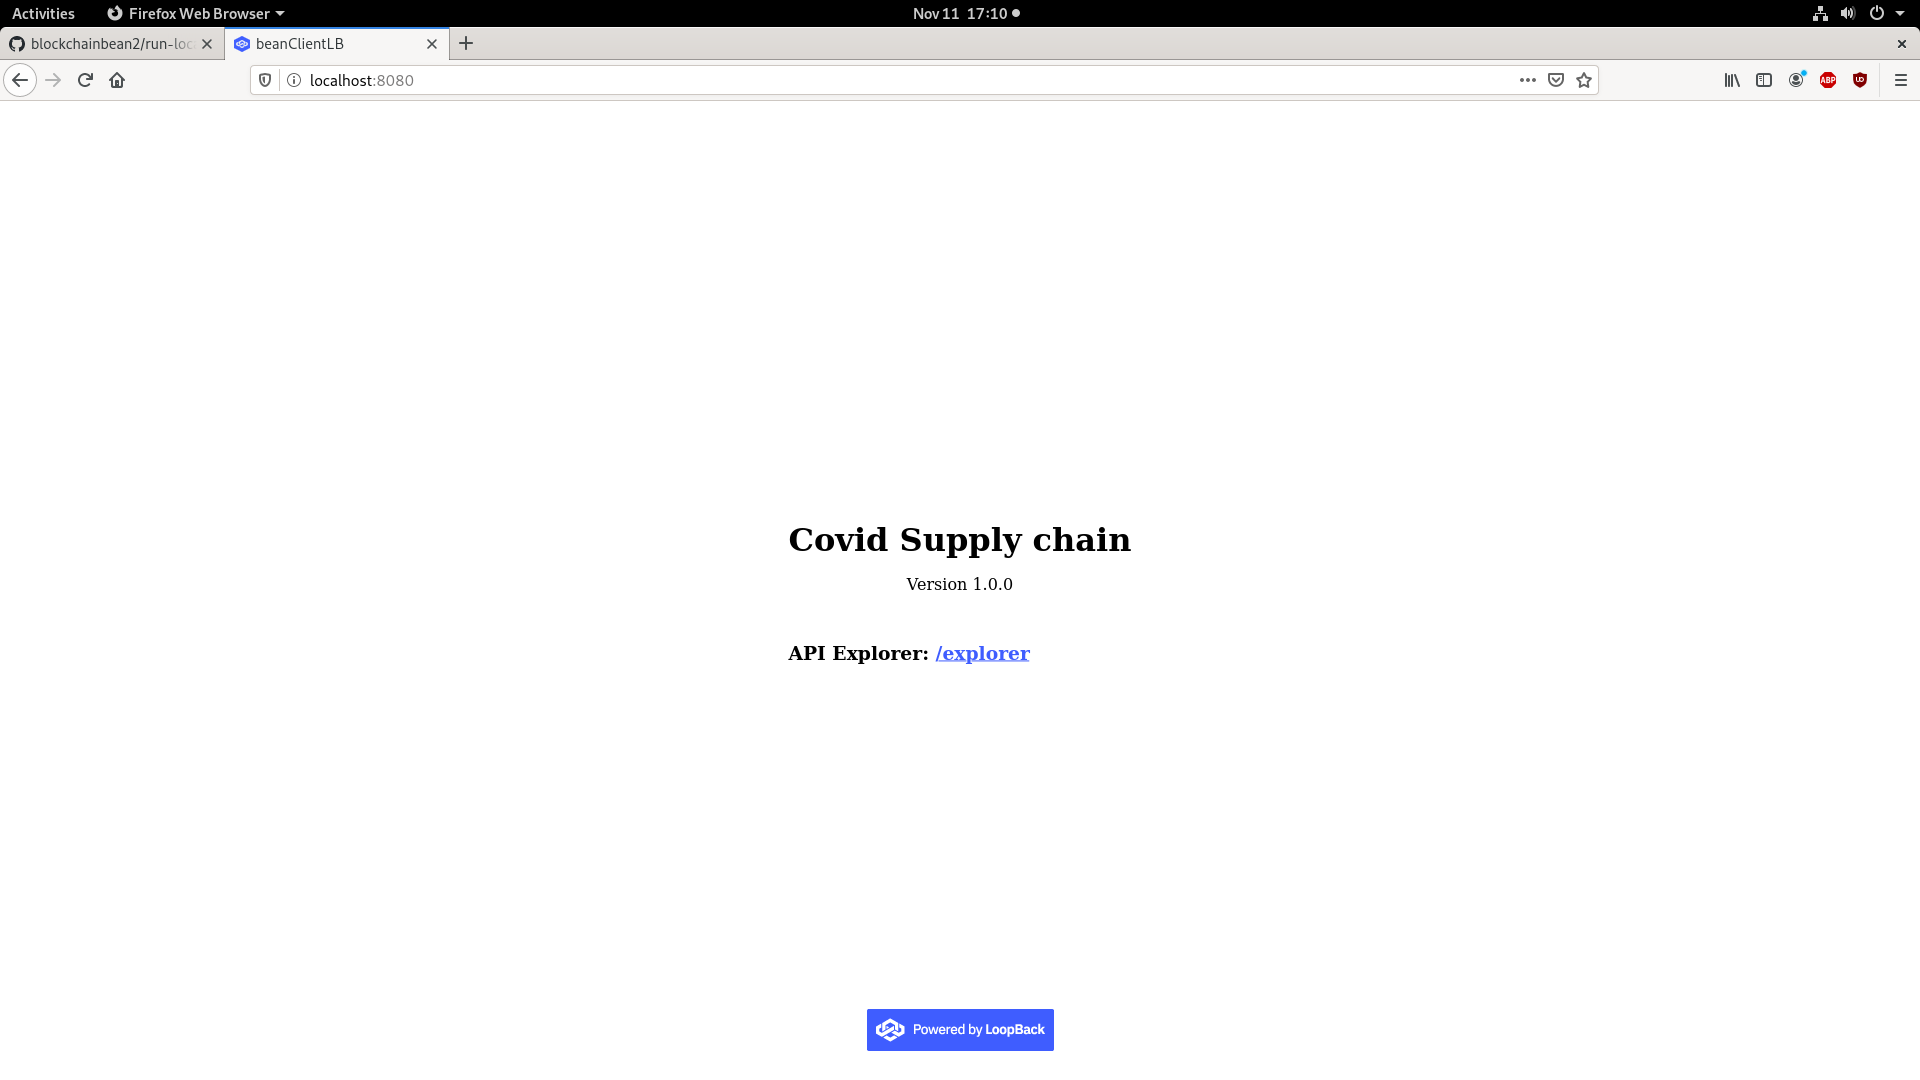 Activities
Firefox Web Browser
Nov 11 17:10
blockchainbean2/run-loc
beanClientLB
localhost:8080
ABP
Covid Supply chain
Version 1.0.0
API Explorer: /explorer
Powered by LoopBack